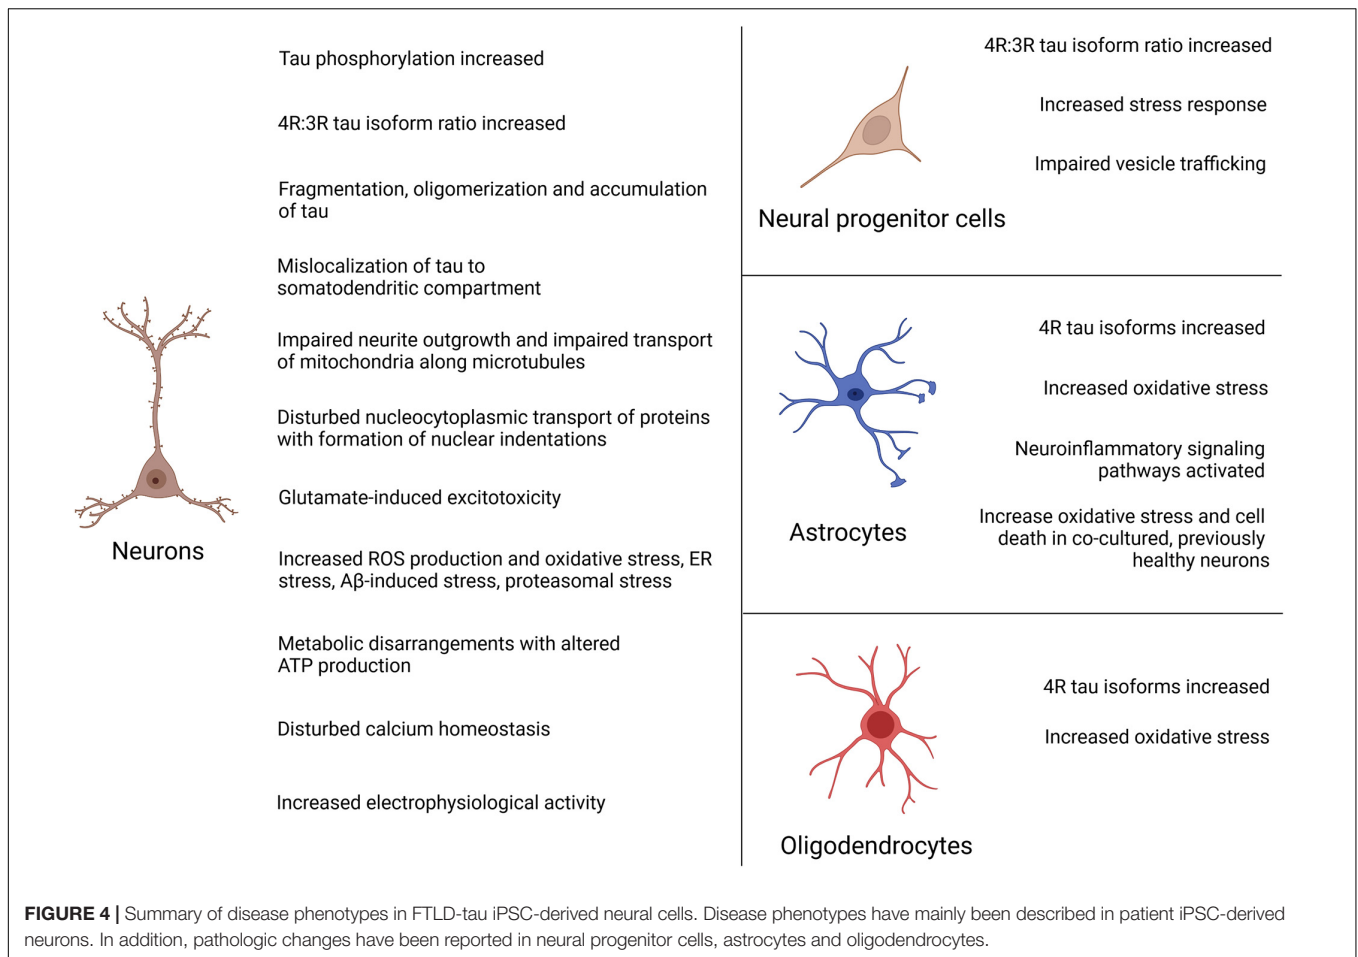 Tau phosphorylation increased
4R:3R tau isoform ratio increased
Fragmentation, oligomerization and accumulation
of tau
Mislocalization of tau to
somatodendritic compartment
Impaired neurite outgrowth and impaired transport
of mitochondria along microtubules
Disturbed nucleocytoplasmic transport of proteins
with formation of nuclear indentations
Glutamate-induced excitotoxicity
Neurons
Increased ROS production and oxidative stress, ER
stress, Aβ-induced stress, proteasomal stress
Metabolic disarrangements with altered
ATP production
Disturbed calcium homeostasis
Increased electrophysiological activity
4R:3R tau isoform ratio increased
Increased stress response
Impaired vesicle trafficking
Neural progenitor cells
4R tau isoforms increased
Increased oxidative stress
Neuroinflammatory signaling
pathways activated
Increase oxidative stress and cell
death in co-cultured, previously
healthy neurons
Astrocytes
4R tau isoforms increased
Increased oxidative stress
Oligodendrocytes
FIGURE 4 | Summary of disease phenotypes in FTLD-tau iPSC-derived neural cells. Disease phenotypes have mainly been described in patient iPSC-derived
neurons. In addition, pathologic changes have been reported in neural progenitor cells, astrocytes and oligodendrocytes.